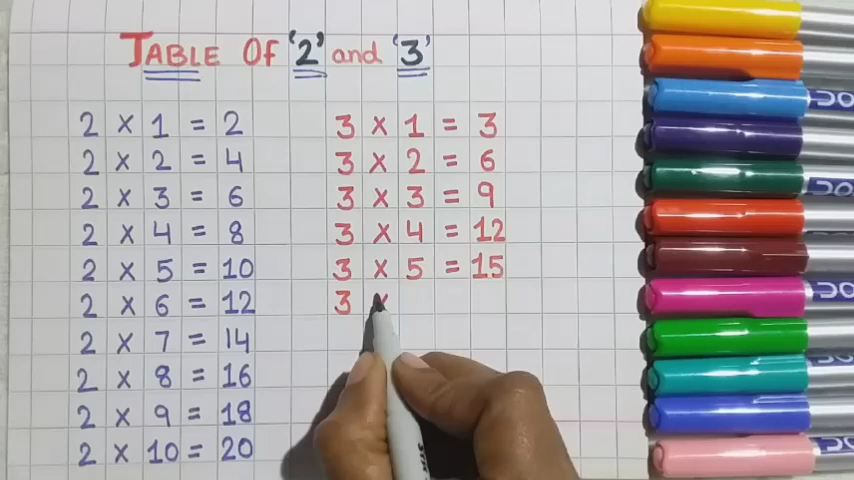 TABLE Of '2' and '3'
2 × 1 = 2
2 × 2 = 4
2 × 3 = 6
2 × 4 = 8
2 × 5 = 10
2 × 6 = 12
2 × 7 = 14
2 × 8 = 16
2 × 9 = 18
2 × 10 = 20
3 × 1 = 3
3 × 2 = 6
3 × 3 = 9
3 × 4 = 12
3 × 5 = 15
3 ×